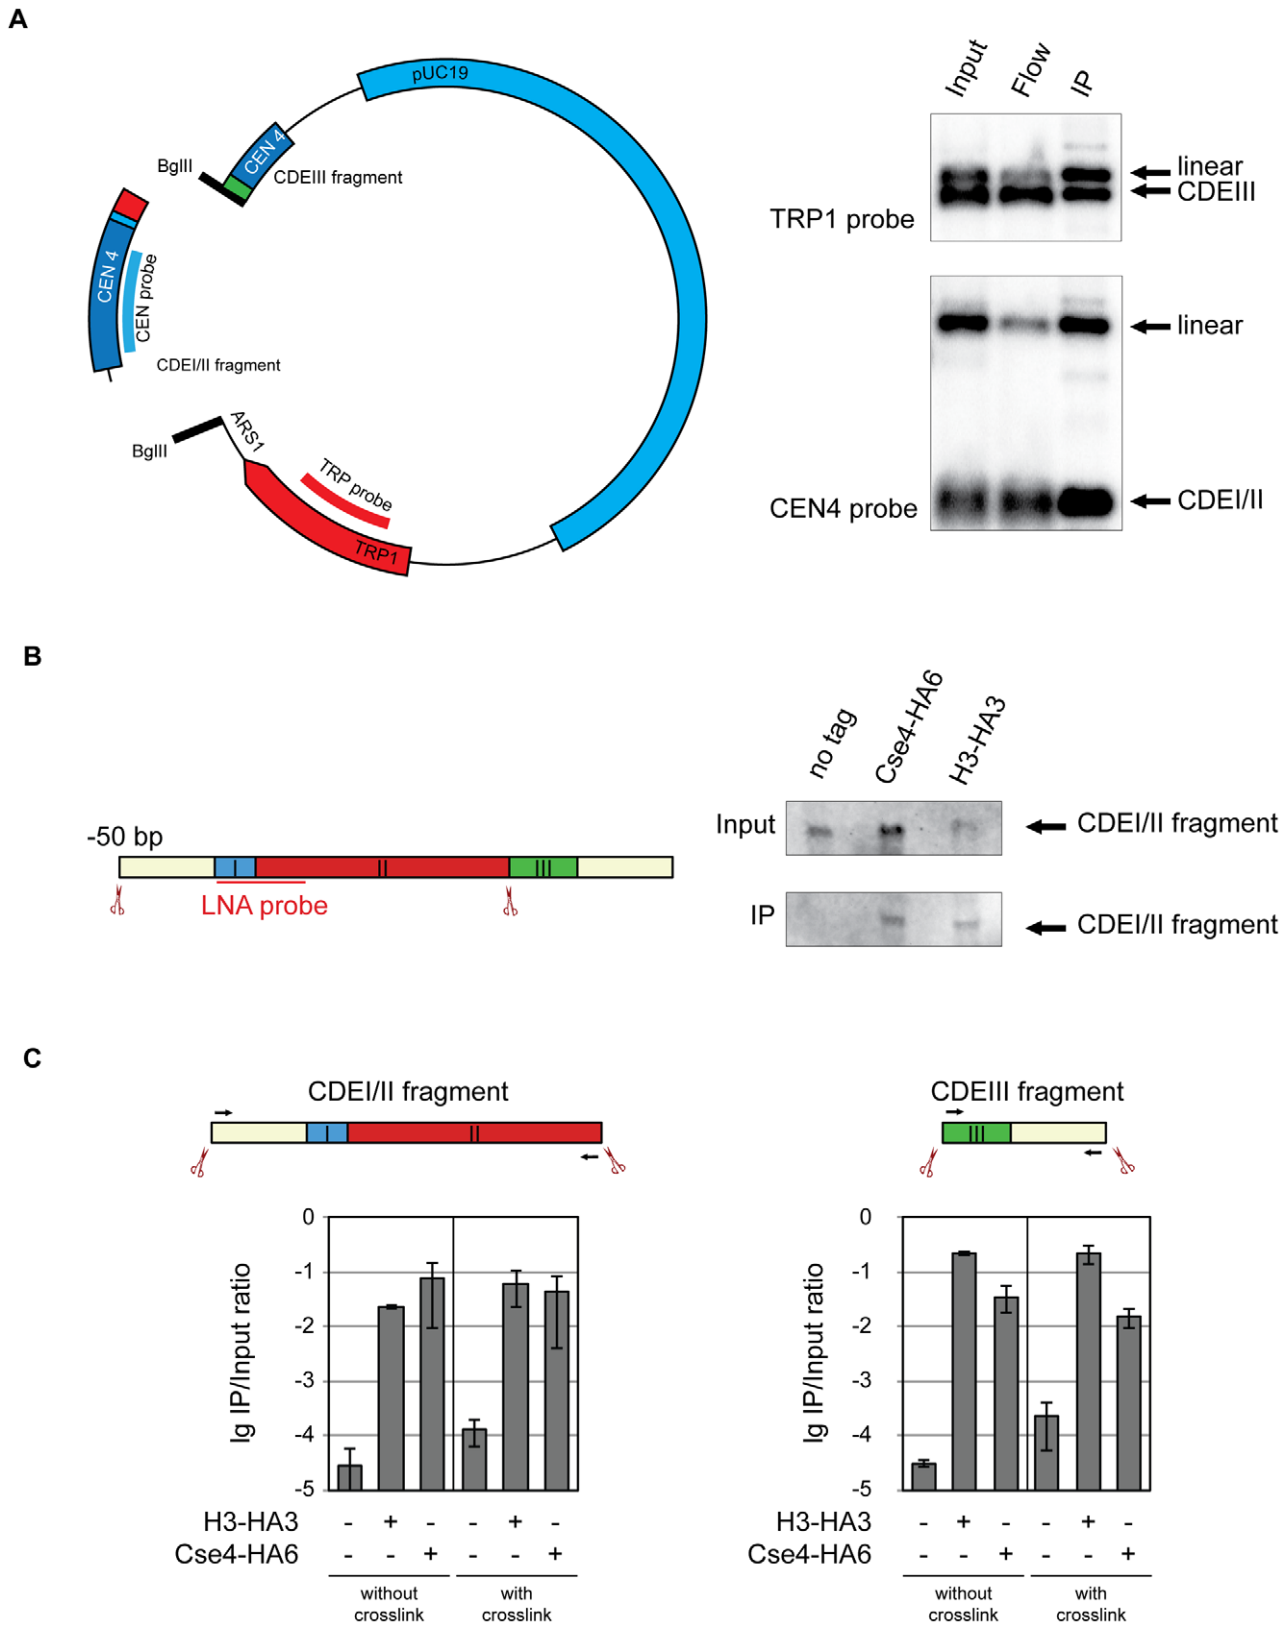 A
pUC19
CEN 4
BglII
CDEIII fragment
CEN 4
CEN probe
CDEI/II fragment
BglII
ARS1
TRP probe
TRP1
Input
Flow
IP
linear
CDEIII
TRP1 probe
linear
CEN4 probe
CDEI/II
B
no tag
Cse4-HA6
H3-HA3
-50 bp
I
II
III
LNA probe
Input
CDEI/II fragment
IP
CDEI/II fragment
C
CDEI/II fragment
I
II
0
-1
-2
-3
-4
-5
lg IP/Input ratio
H3-HA3 - + - - + -
Cse4-HA6 - - + - - +
without crosslink
with crosslink
CDEIII fragment
III
0
-1
-2
-3
-4
-5
lg IP/Input ratio
H3-HA3 - + - - + -
Cse4-HA6 - - + - - +
without crosslink
with crosslink